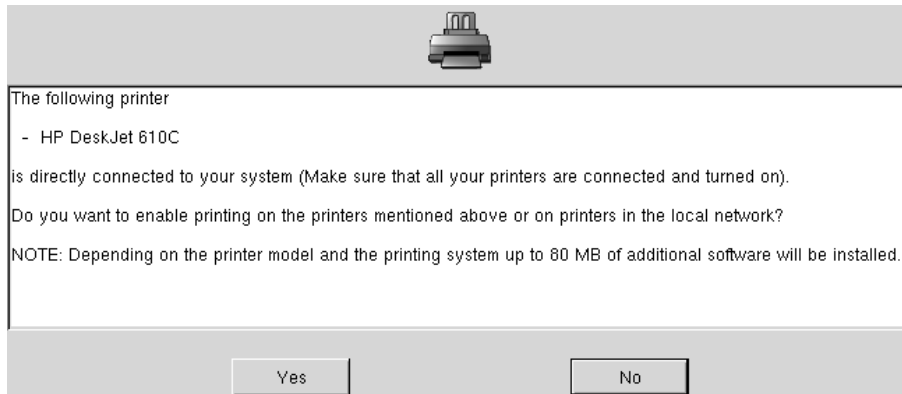 The following printer
- HP DeskJet 610C
is directly connected to your system (Make sure that all your printers are connected and turned on).
Do you want to enable printing on the printers mentioned above or on printers in the local network?
NOTE: Depending on the printer model and the printing system up to 80 MB of additional software will be installed.
Yes No